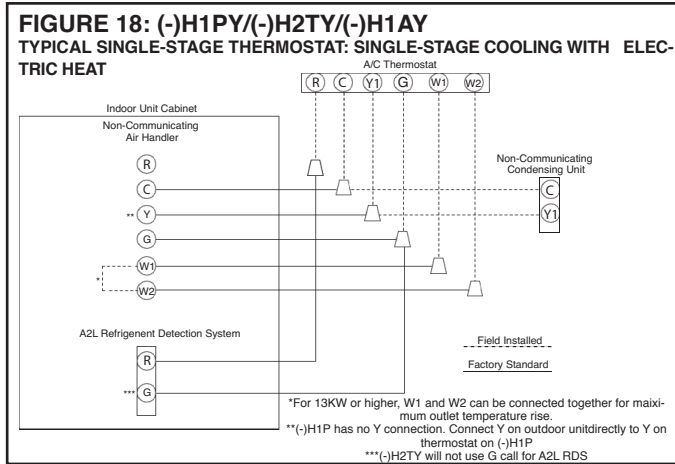 FIGURE 18: (-)H1PY/(-)H2TY/(-)H1AY
TYPICAL SINGLE-STAGE THERMOSTAT: SINGLE-STAGE COOLING WITH ELEC-
TRIC HEAT
A/C Thermostat
R C Y1 G W1 W2
Indoor Unit Cabinet
Non-Communicating
Air Handler
R
C
** Y
G
W1
*
W2
Non-Communicating
Condensing Unit
C
Y1
A2L Refrigenent Detection System
R
*** G
Field Installed
Factory Standard
*For 13KW or higher, W1 and W2 can be connected together for maixi-
mum outlet temperature rise.
**(-)H1P has no Y connection. Connect Y on outdoor unitdirectly to Y on
thermostat on (-)H1P
***(-)H2TY will not use G call for A2L RDS